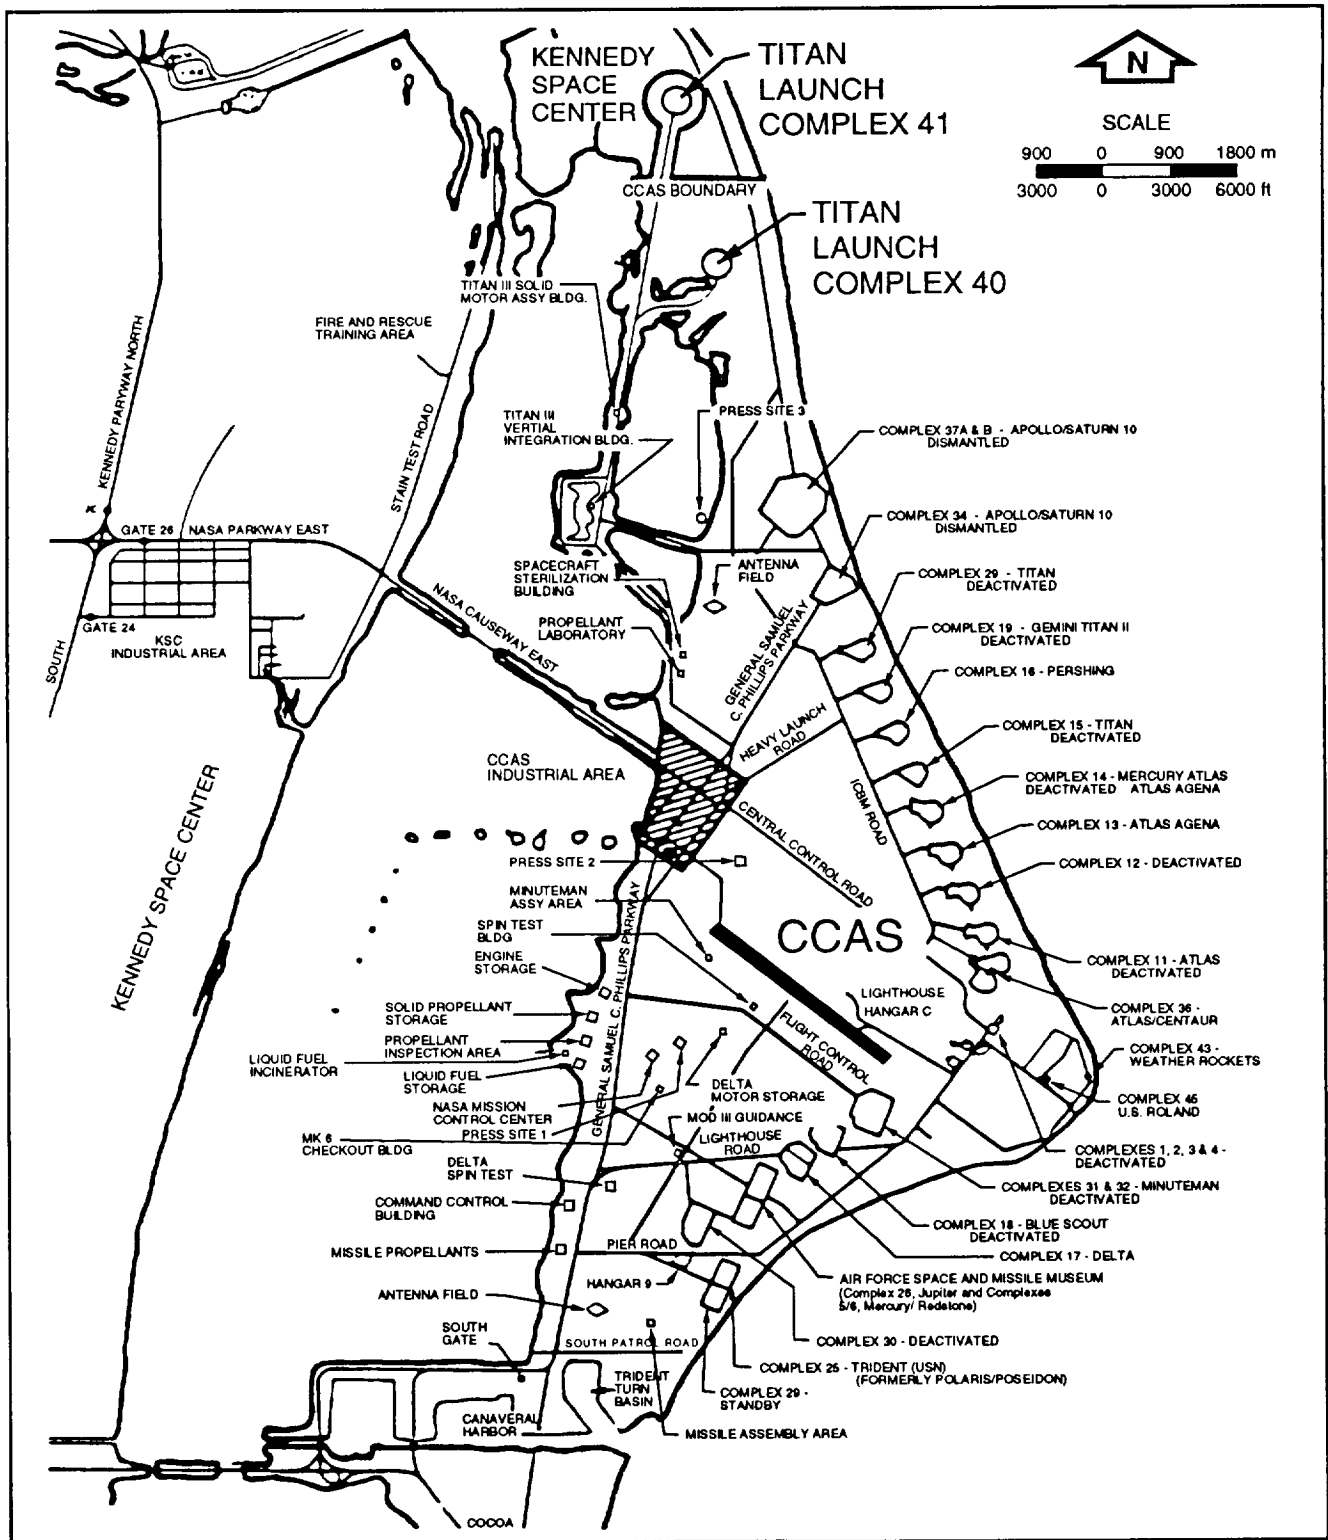 KENNEDY
SPACE
CENTER
TITAN
LAUNCH
COMPLEX 41
N
SCALE
900 0 900 1800 m
3000 0 3000 6000 ft
CCAS BOUNDARY
TITAN
LAUNCH
COMPLEX 40
TITAN III SOLID
MOTOR ASSY BLDG.
FIRE AND RESCUE
TRAINING AREA
KENNEDY PARYWAY NORTH
STAIN TEST ROAD
TITAN III
VERTIAL
INTEGRATION BLDG.
PRESS SITE 3
COMPLEX 37A & B - APOLLO/SATURN 10
DISMANTLED
COMPLEX 34 - APOLLO/SATURN 10
DISMANTLED
K
GATE 26
NASA PARKWAY EAST
SPACECRAFT
STERILIZATION
BUILDING
ANTENNA
FIELD
COMPLEX 29 - TITAN
DEACTIVATED
NASA CAUSEWAY EAST
PROPELLANT
LABORATORY
GENERAL SAMUEL
C. PHILLIPS PARKWAY
COMPLEX 19 - GEMINI TITAN II
DEACTIVATED
GATE 24
KSC
INDUSTRIAL AREA
SOUTH
COMPLEX 16 - PERSHING
HEAVY LAUNCH
ROAD
COMPLEX 15 - TITAN
DEACTIVATED
CCAS
INDUSTRIAL AREA
ICBM ROAD
COMPLEX 14 - MERCURY ATLAS
DEACTIVATED ATLAS AGENA
KENNEDY SPACE CENTER
CENTRAL CONTROL ROAD
COMPLEX 13 - ATLAS AGENA
PRESS SITE 2
COMPLEX 12 - DEACTIVATED
MINUTEMAN
ASSY AREA
GENERAL SAMUEL C. PHILLIPS PARKWAY
CCAS
SPIN TEST
BLDG
ENGINE
STORAGE
COMPLEX 11 - ATLAS
DEACTIVATED
LIGHTHOUSE
HANGAR C
SOLID PROPELLANT
STORAGE
COMPLEX 36 -
ATLAS/CENTAUR
FLIGHT CONTROL
ROAD
PROPELLANT
INSPECTION AREA
LIQUID FUEL
INCINERATOR
COMPLEX 43 -
WEATHER ROCKETS
LIQUID FUEL
STORAGE
DELTA
MOTOR STORAGE
NASA MISSION
CONTROL CENTER
COMPLEX 45
U.S. ROLAND
MOD III GUIDANCE
PRESS SITE 1
MK 6
CHECKOUT BLDG
LIGHTHOUSE
ROAD
COMPLEXES 1, 2, 3 & 4 -
DEACTIVATED
DELTA
SPIN TEST
COMPLEXES 31 & 32 - MINUTEMAN
DEACTIVATED
COMMAND CONTROL
BUILDING
COMPLEX 18 - BLUE SCOUT
DEACTIVATED
PIER ROAD
MISSILE PROPELLANTS
COMPLEX 17 - DELTA
HANGAR 9
AIR FORCE SPACE AND MISSILE MUSEUM
(Complex 26, Jupiter and Complexes
5/6, Mercury/ Redstone)
ANTENNA FIELD
SOUTH
GATE
SOUTH PATROL ROAD
COMPLEX 30 - DEACTIVATED
COMPLEX 25 - TRIDENT (USN)
(FORMERLY POLARIS/POSEIDON)
TRIDENT
TURN
BASIN
COMPLEX 29 -
STANDBY
CANAVERAL
HARBOR
MISSILE ASSEMBLY AREA
COCOA